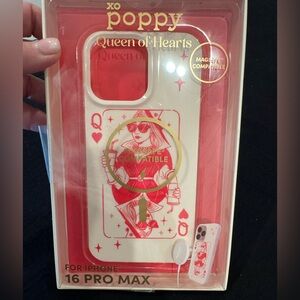 xo
poppy
Queen of Hearts
MAGSAFE
COMPATIBLE
Q
MAGSAFE
COMPATIBLE
Q
FOR IPHONE
16 PRO MAX